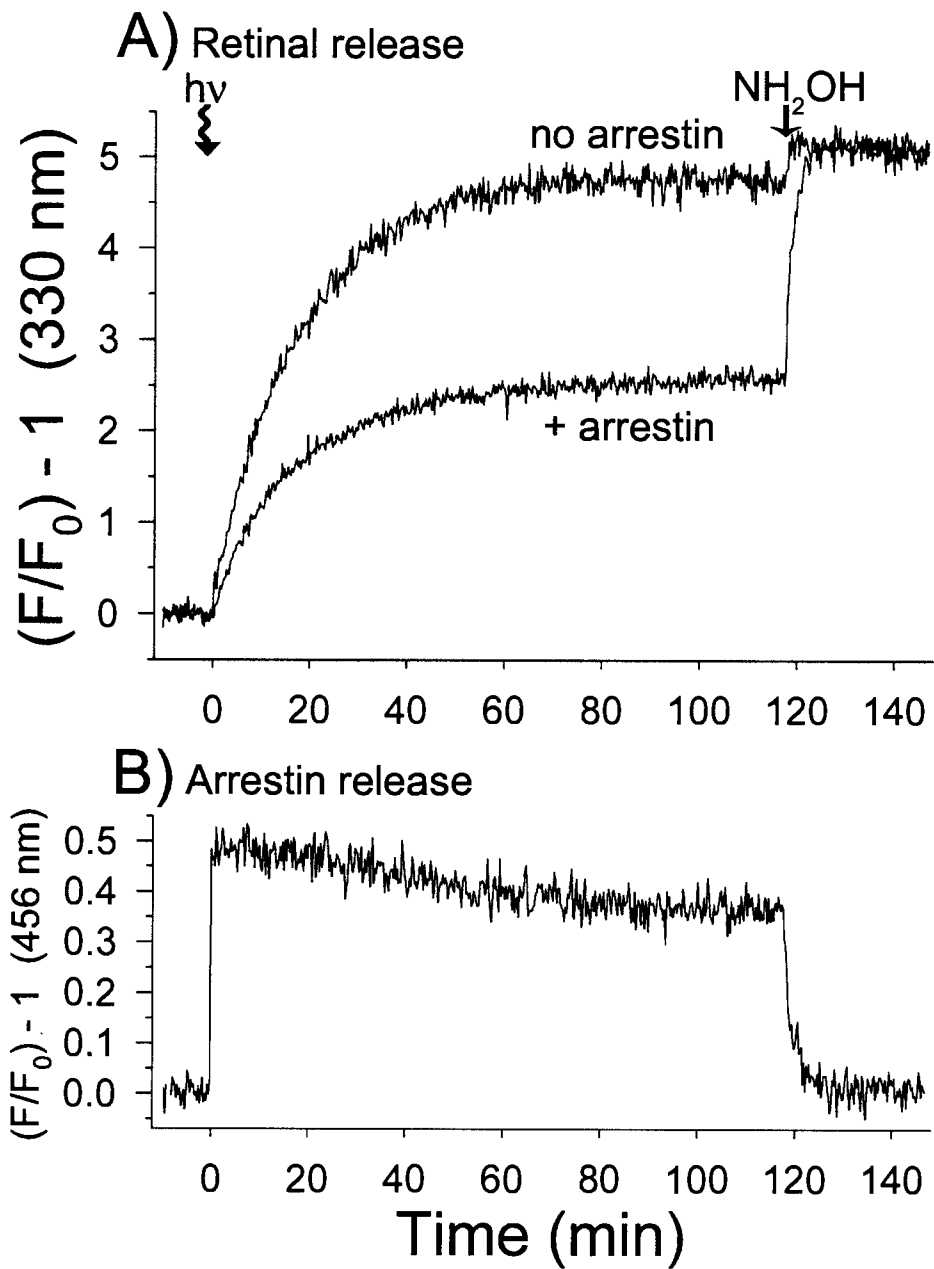 A) Retinal release
hν
NH2OH
no arrestin
+ arrestin
(F/F0) - 1 (330 nm)
5
4
3
2
1
0
0 20 40 60 80 100 120 140
B) Arrestin release
(F/F0) - 1 (456 nm)
0.5
0.4
0.3
0.2
0.1
0.0
0 20 40 60 80 100 120 140
Time (min)